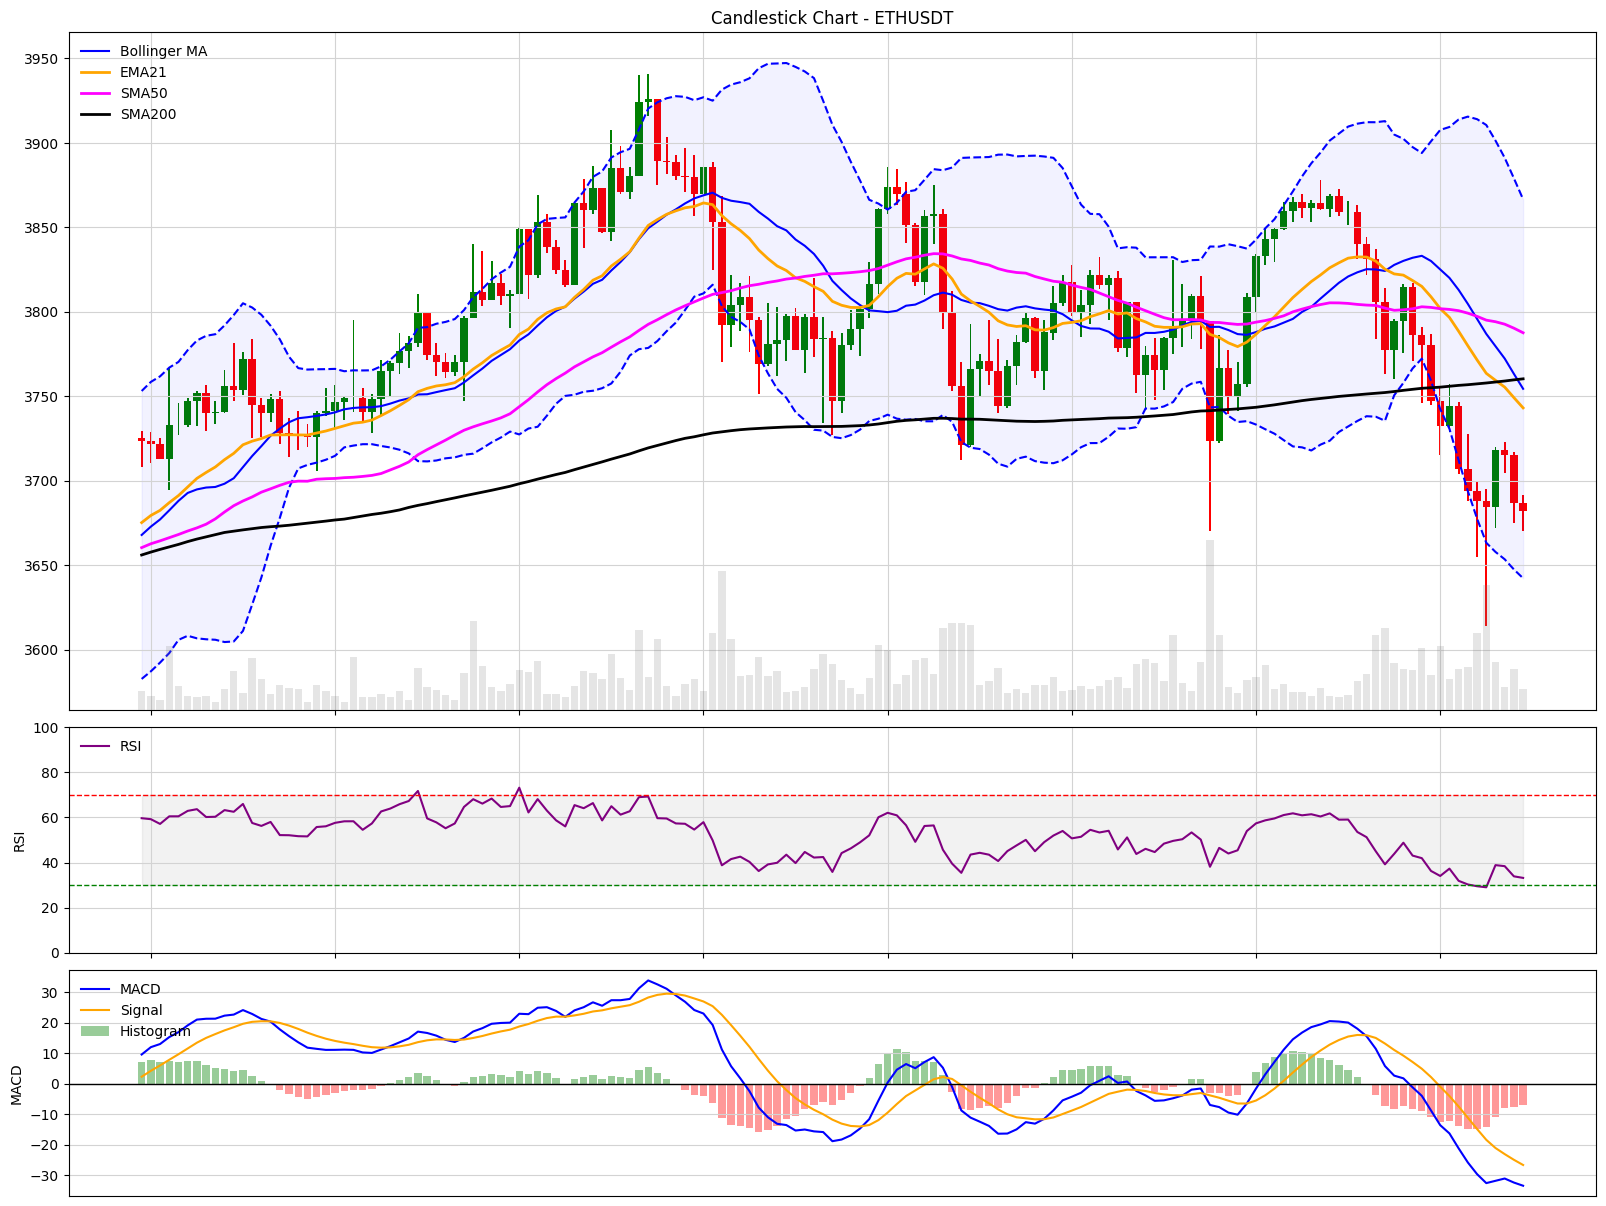 Candlestick Chart - ETHUSDT
Bollinger MA
EMA21
SMA50
SMA200
3950
3900
3850
3800
3750
3700
3650
3600
RSI
RSI
100
80
60
40
20
0
MACD
Signal
Histogram
MACD
30
20
10
0
−10
−20
−30